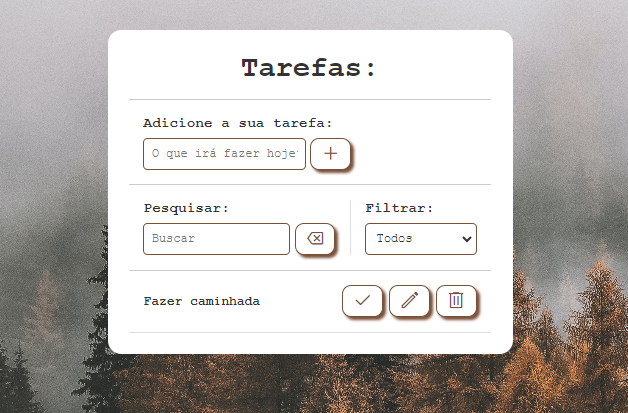 Tarefas:
Adicione a sua tarefa:
O que irá fazer hoje
Pesquisar:
Filtrar:
Buscar
Todos
Fazer caminhada